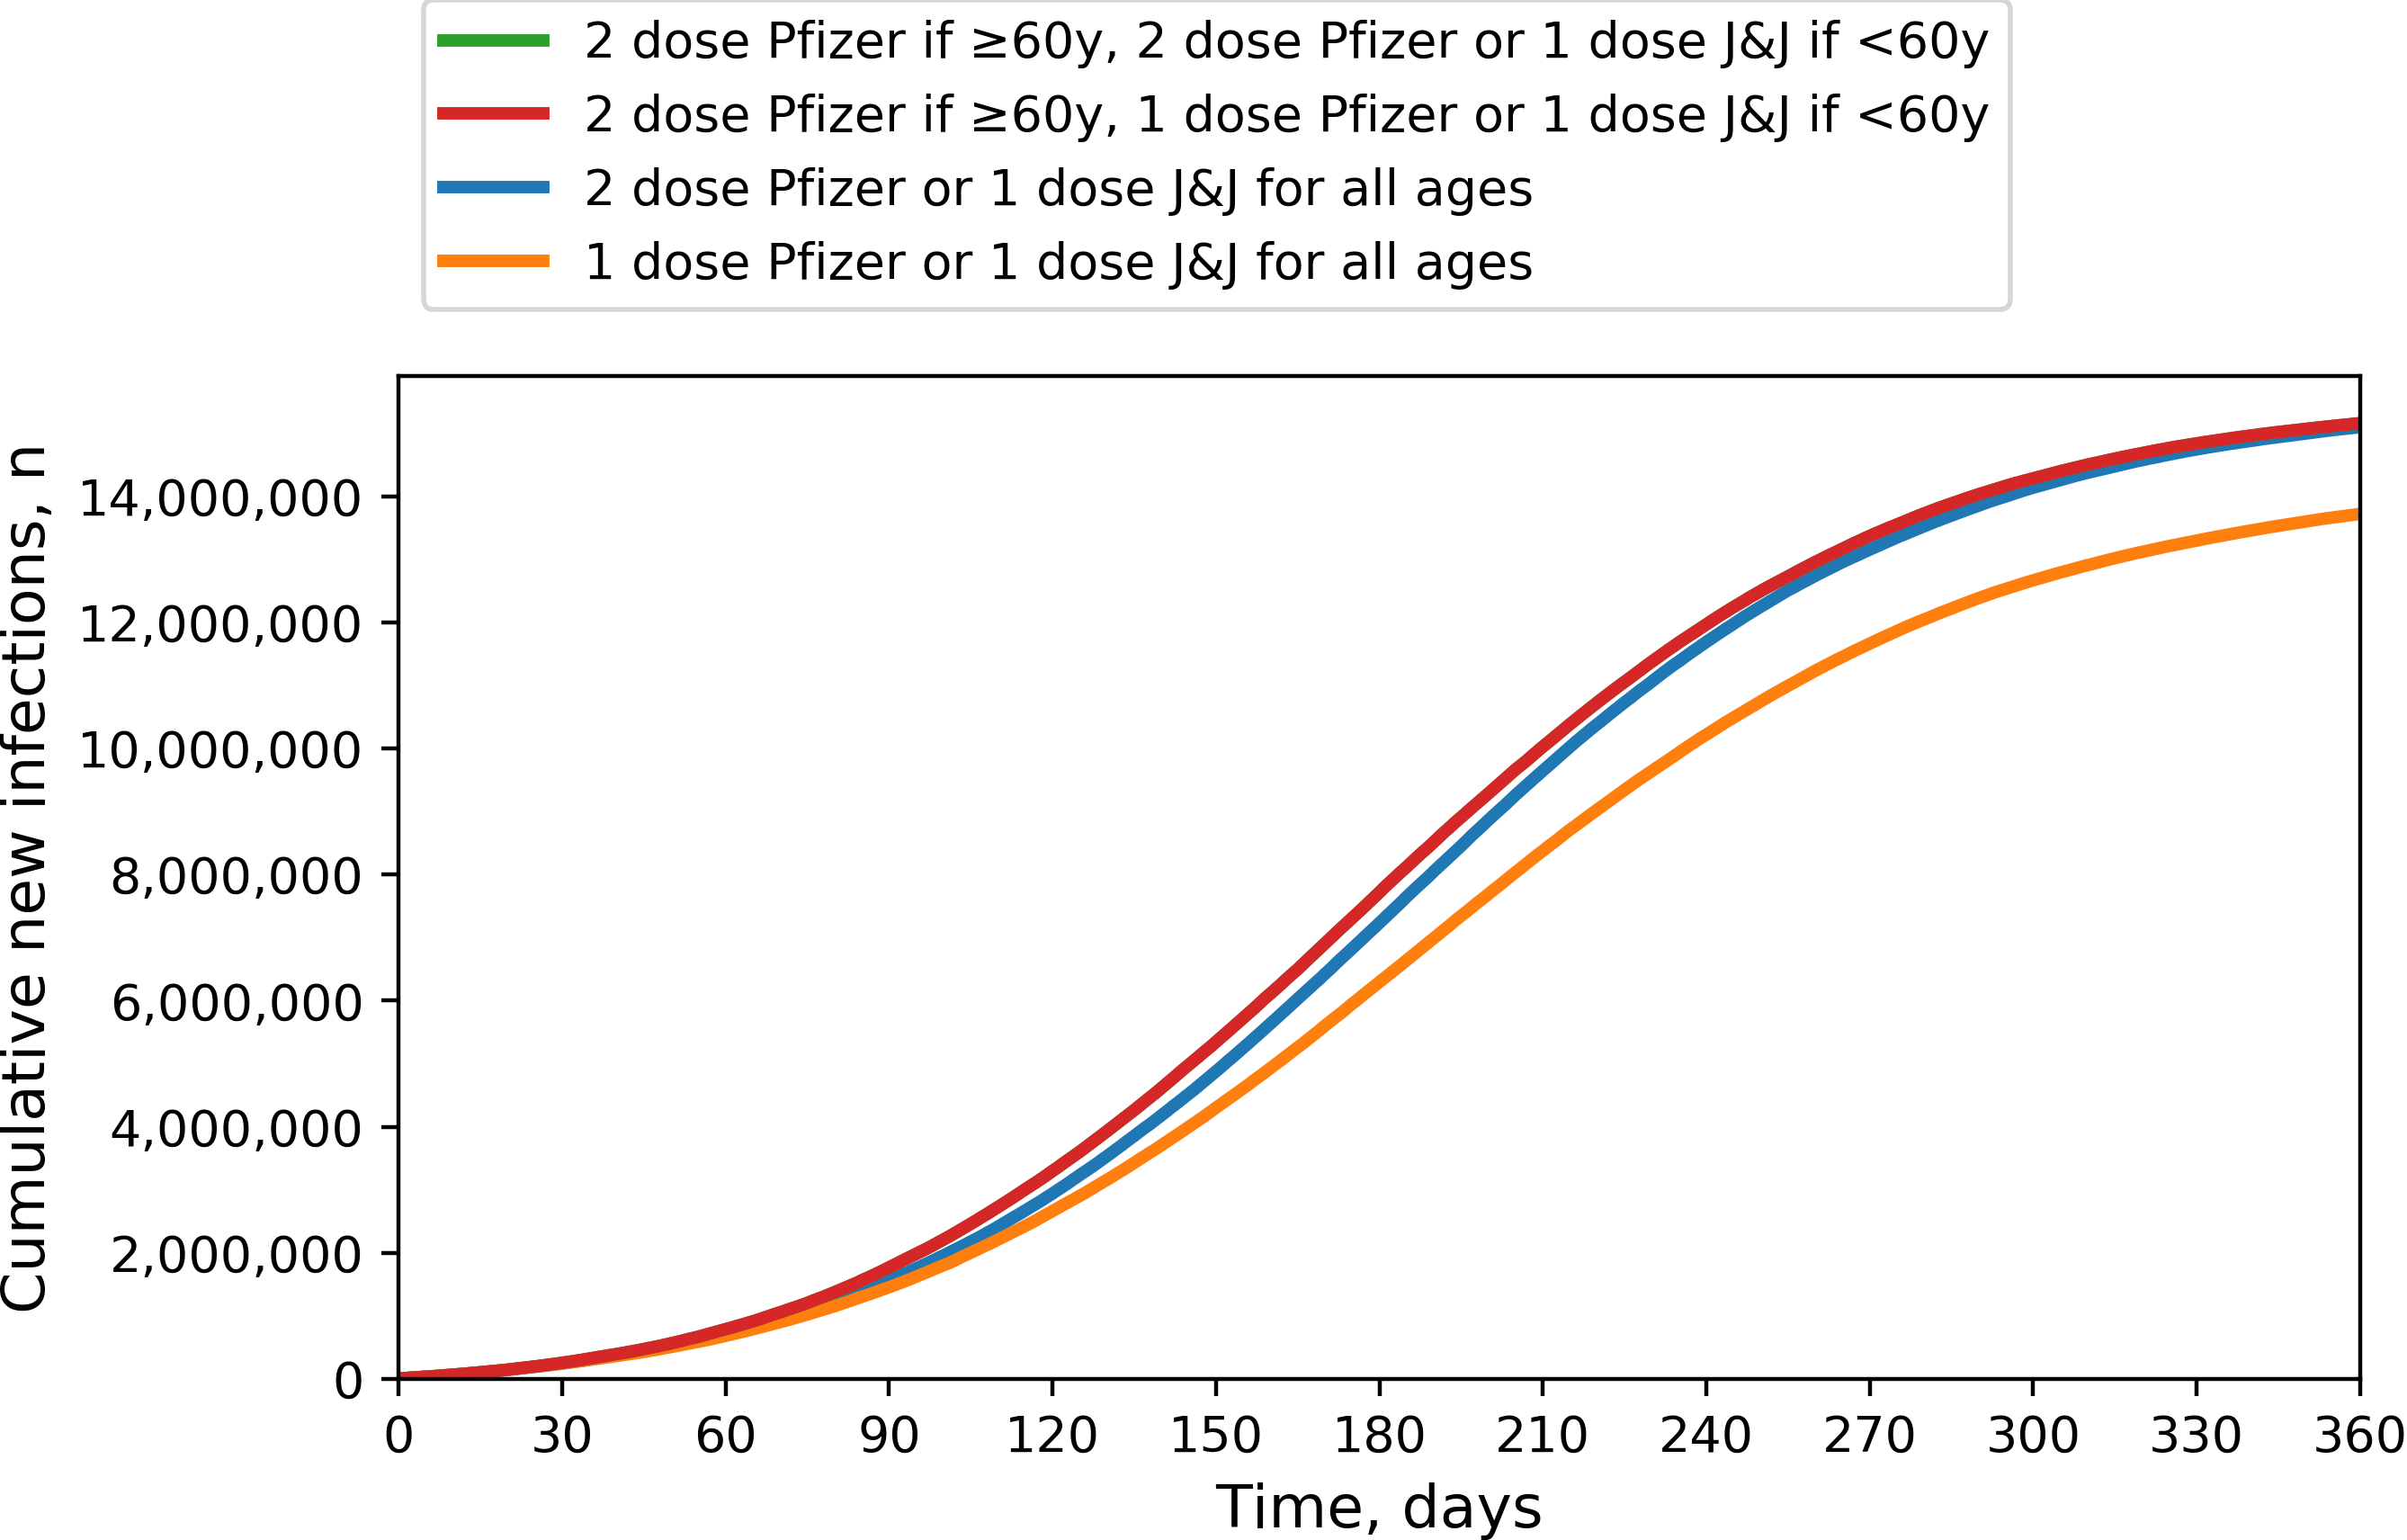 2 dose Pfizer if ≥60y, 2 dose Pfizer or 1 dose J&J if <60y
2 dose Pfizer if ≥60y, 1 dose Pfizer or 1 dose J&J if <60y
2 dose Pfizer or 1 dose J&J for all ages
1 dose Pfizer or 1 dose J&J for all ages
Cumulative new infections, n
14,000,000
12,000,000
10,000,000
8,000,000
6,000,000
4,000,000
2,000,000
0
0 30 60 90 120 150 180 210 240 270 300 330 360
Time, days